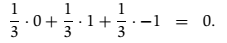 1/3 · 0 + 1/3 · 1 + 1/3 · −1 = 0.